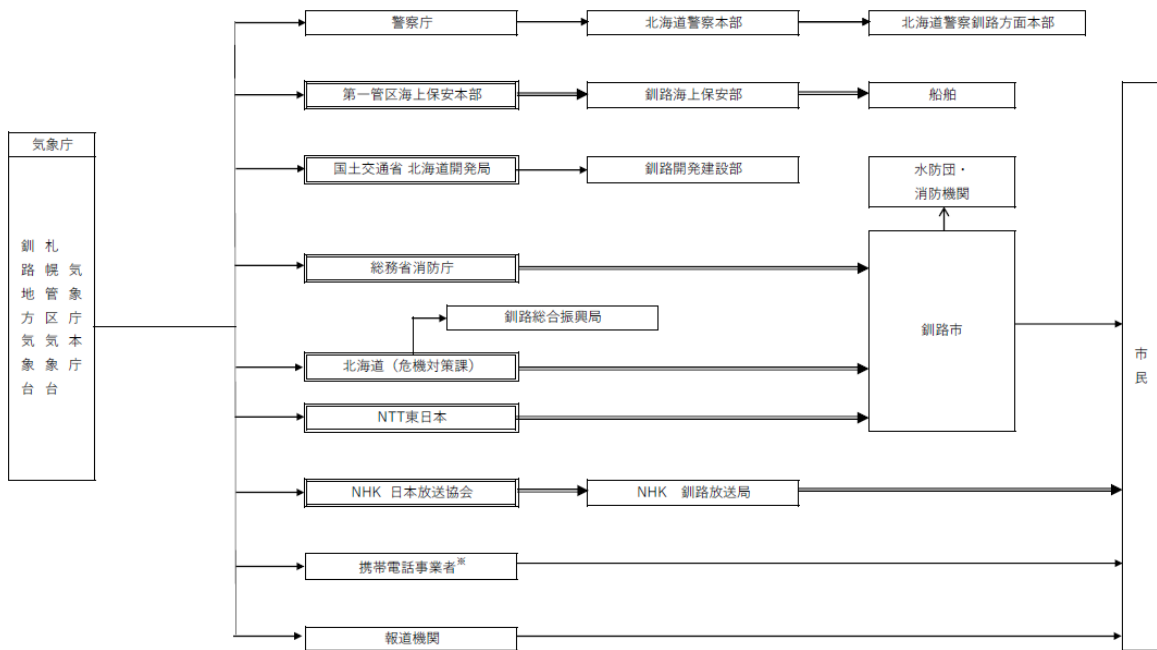 警察庁
北海道警察本部
北海道警察釧路方面本部
第一管区海上保安本部
釧路海上保安部
船舶
気象庁
国土交通省 北海道開発局
釧路開発建設部
水防団・
消防機関
気象庁本庁
札幌管区気象台
釧路地方気象台
総務省消防庁
釧路総合振興局
釧路市
北海道（危機対策課）
市民
NTT東日本
NHK 日本放送協会
NHK 釧路放送局
携帯電話事業者※
報道機関